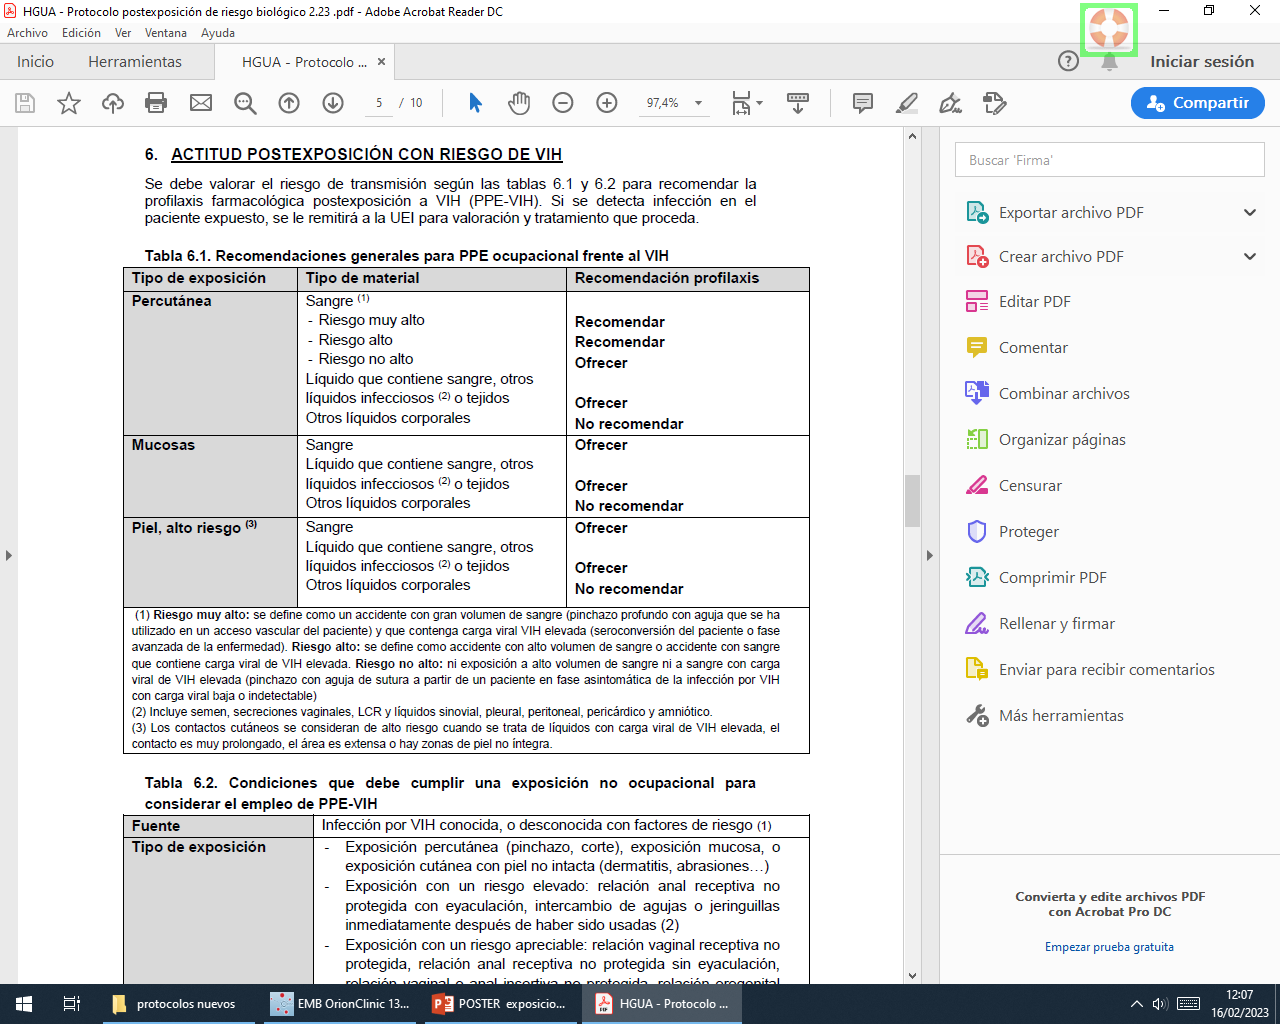 HGUA - Protocolo postexposición de riesgo biológico 2.23 .pdf - Adobe Acrobat Reader DC
Archivo Edición Ver Ventana Ayuda
Inicio Herramientas HGUA - Protocolo ... × Iniciar sesión
5 / 10 97,4% Compartir
6. ACTITUD POSTEXPOSICIÓN CON RIESGO DE VIH
Se debe valorar el riesgo de transmisión según las tablas 6.1 y 6.2 para recomendar la
profilaxis farmacológica postexposición a VIH (PPE-VIH). Si se detecta infección en el
paciente expuesto, se le remitirá a la UEI para valoración y tratamiento que proceda.
Tabla 6.1. Recomendaciones generales para PPE ocupacional frente al VIH
Tipo de exposición Tipo de material Recomendación profilaxis
Percutánea Sangre (1)
- Riesgo muy alto Recomendar
- Riesgo alto Recomendar
- Riesgo no alto Ofrecer
Líquido que contiene sangre, otros
líquidos infecciosos (2) o tejidos Ofrecer
Otros líquidos corporales No recomendar
Mucosas Sangre Ofrecer
Líquido que contiene sangre, otros
líquidos infecciosos (2) o tejidos Ofrecer
Otros líquidos corporales No recomendar
Piel, alto riesgo (3) Sangre Ofrecer
Líquido que contiene sangre, otros
líquidos infecciosos (2) o tejidos Ofrecer
Otros líquidos corporales No recomendar
(1) Riesgo muy alto: se define como un accidente con gran volumen de sangre (pinchazo profundo con aguja que se ha
utilizado en un acceso vascular del paciente) y que contenga carga viral VIH elevada (seroconversión del paciente o fase
avanzada de la enfermedad). Riesgo alto: se define como accidente con alto volumen de sangre o accidente con sangre
que contiene carga viral de VIH elevada. Riesgo no alto: ni exposición a alto volumen de sangre ni a sangre con carga
viral de VIH elevada (pinchazo con aguja de sutura a partir de un paciente en fase asintomática de la infección por VIH
con carga viral baja o indetectable)
(2) Incluye semen, secreciones vaginales, LCR y líquidos sinovial, pleural, peritoneal, pericárdico y amniótico.
(3) Los contactos cutáneos se consideran de alto riesgo cuando se trata de líquidos con carga viral de VIH elevada, el
contacto es muy prolongado, el área es extensa o hay zonas de piel no íntegra.
Tabla 6.2. Condiciones que debe cumplir una exposición no ocupacional para
considerar el empleo de PPE-VIH
Fuente Infección por VIH conocida, o desconocida con factores de riesgo (1)
Tipo de exposición - Exposición percutánea (pinchazo, corte), exposición mucosa, o
exposición cutánea con piel no intacta (dermatitis, abrasiones…)
- Exposición con un riesgo elevado: relación anal receptiva no
protegida con eyaculación, intercambio de agujas o jeringuillas
inmediatamente después de haber sido usadas (2)
- Exposición con un riesgo apreciable: relación vaginal receptiva no
protegida, relación anal receptiva no protegida sin eyaculación,
relación vaginal o anal insertiva no protegida, relación orogenital
Buscar 'Firma'
Exportar archivo PDF
Crear archivo PDF
Editar PDF
Comentar
Combinar archivos
Organizar páginas
Censurar
Proteger
Comprimir PDF
Rellenar y firmar
Enviar para recibir comentarios
Más herramientas
Convierta y edite archivos PDF
con Acrobat Pro DC
Empezar prueba gratuita
protocolos nuevos EMB OrionClinic 13... POSTER exposicio... HGUA - Protocolo ... 12:07
16/02/2023